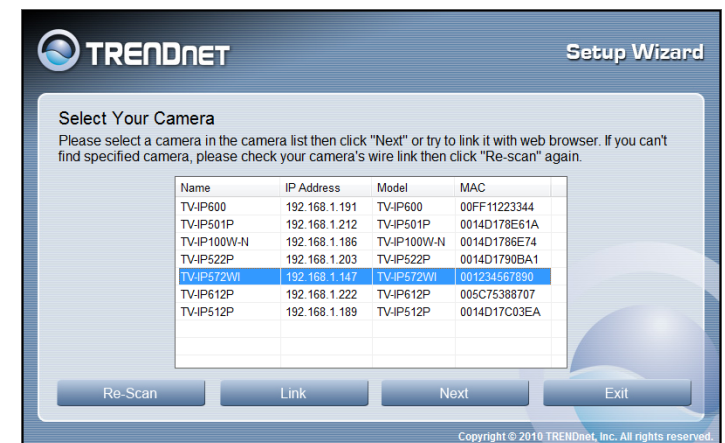 TRENDNET
Setup Wizard
Select Your Camera
Please select a camera in the camera list then click "Next" or try to link it with web browser. If you can't
find specified camera, please check your camera's wire link then click "Re-scan" again.
Name IP Address Model MAC
TV-IP600 192.168.1.191 TV-IP600 00FF11223344
TV-IP501P 192.168.1.212 TV-IP501P 0014D178E61A
TV-IP100W-N 192.168.1.186 TV-IP100W-N 0014D1786E74
TV-IP522P 192.168.1.203 TV-IP522P 0014D1790BA1
TV-IP572WI 192.168.1.147 TV-IP572WI 001234567890
TV-IP612P 192.168.1.222 TV-IP612P 005C75388707
TV-IP512P 192.168.1.189 TV-IP512P 0014D17C03EA
Re-Scan Link Next Exit
Copyright © 2010 TRENDnet, Inc. All rights reserved.